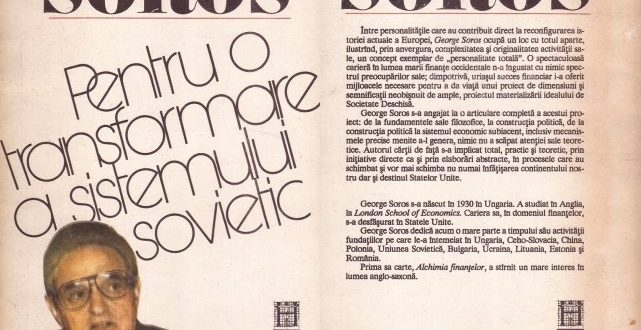 soros
Pentru o
transformare
a sistemului
sovietic
soros
Între personalitățile care au contribuit direct la reconfigurarea is-
toriei actuale a Europei, George Soros ocupă un loc cu totul aparte,
ilustrînd, prin anvergura, complexitatea și originalitatea activității sa-
le, un concept exemplar de „personalitate totală”. O spectaculoasă
carieră în lumea marii finanțe occidentale n-a îngustat cu nimic spec-
trul preocupărilor sale; dimpotrivă, uriașul succes financiar i-a oferit
mijloacele necesare pentru a da viață unui proiect de dimensiuni și
semnificații neobișnuit de ample, proiectul materializării idealului de
Societate Deschisă.
George Soros s-a angajat la o articulare completă a acestui pro-
iect: de la fundamentele sale filozofice, la construcția politică, de la
construcția politică la sistemul economic subiacent, inclusiv mecanis-
mele precise menite a-l genera, nimic nu a scăpat atenției sale teore-
tice. Autorul cărții de față s-a implicat total, practic și teoretic, prin
inițiative directe ca și prin elaborări abstracte, în procesele care au
schimbat și vor mai schimba nu numai înfățișarea continentului nos-
tru dar și destinul Statelor Unite.
George Soros s-a născut în 1930 în Ungaria. A studiat în Anglia,
la London School of Economics. Cariera sa, în domeniul finanțelor,
s-a desfășurat în Statele Unite.
George Soros dedică acum o mare parte a timpului său activității
fundațiilor pe care le-a întemeiat în Ungaria, Ceho-Slovacia, China,
Polonia, Uniunea Sovietică, Bulgaria, Ucraina, Lituania, Estonia și
România.
Prima sa carte, Alchimia finanțelor, a stîrnit un mare interes în
lumea anglo-saxonă.